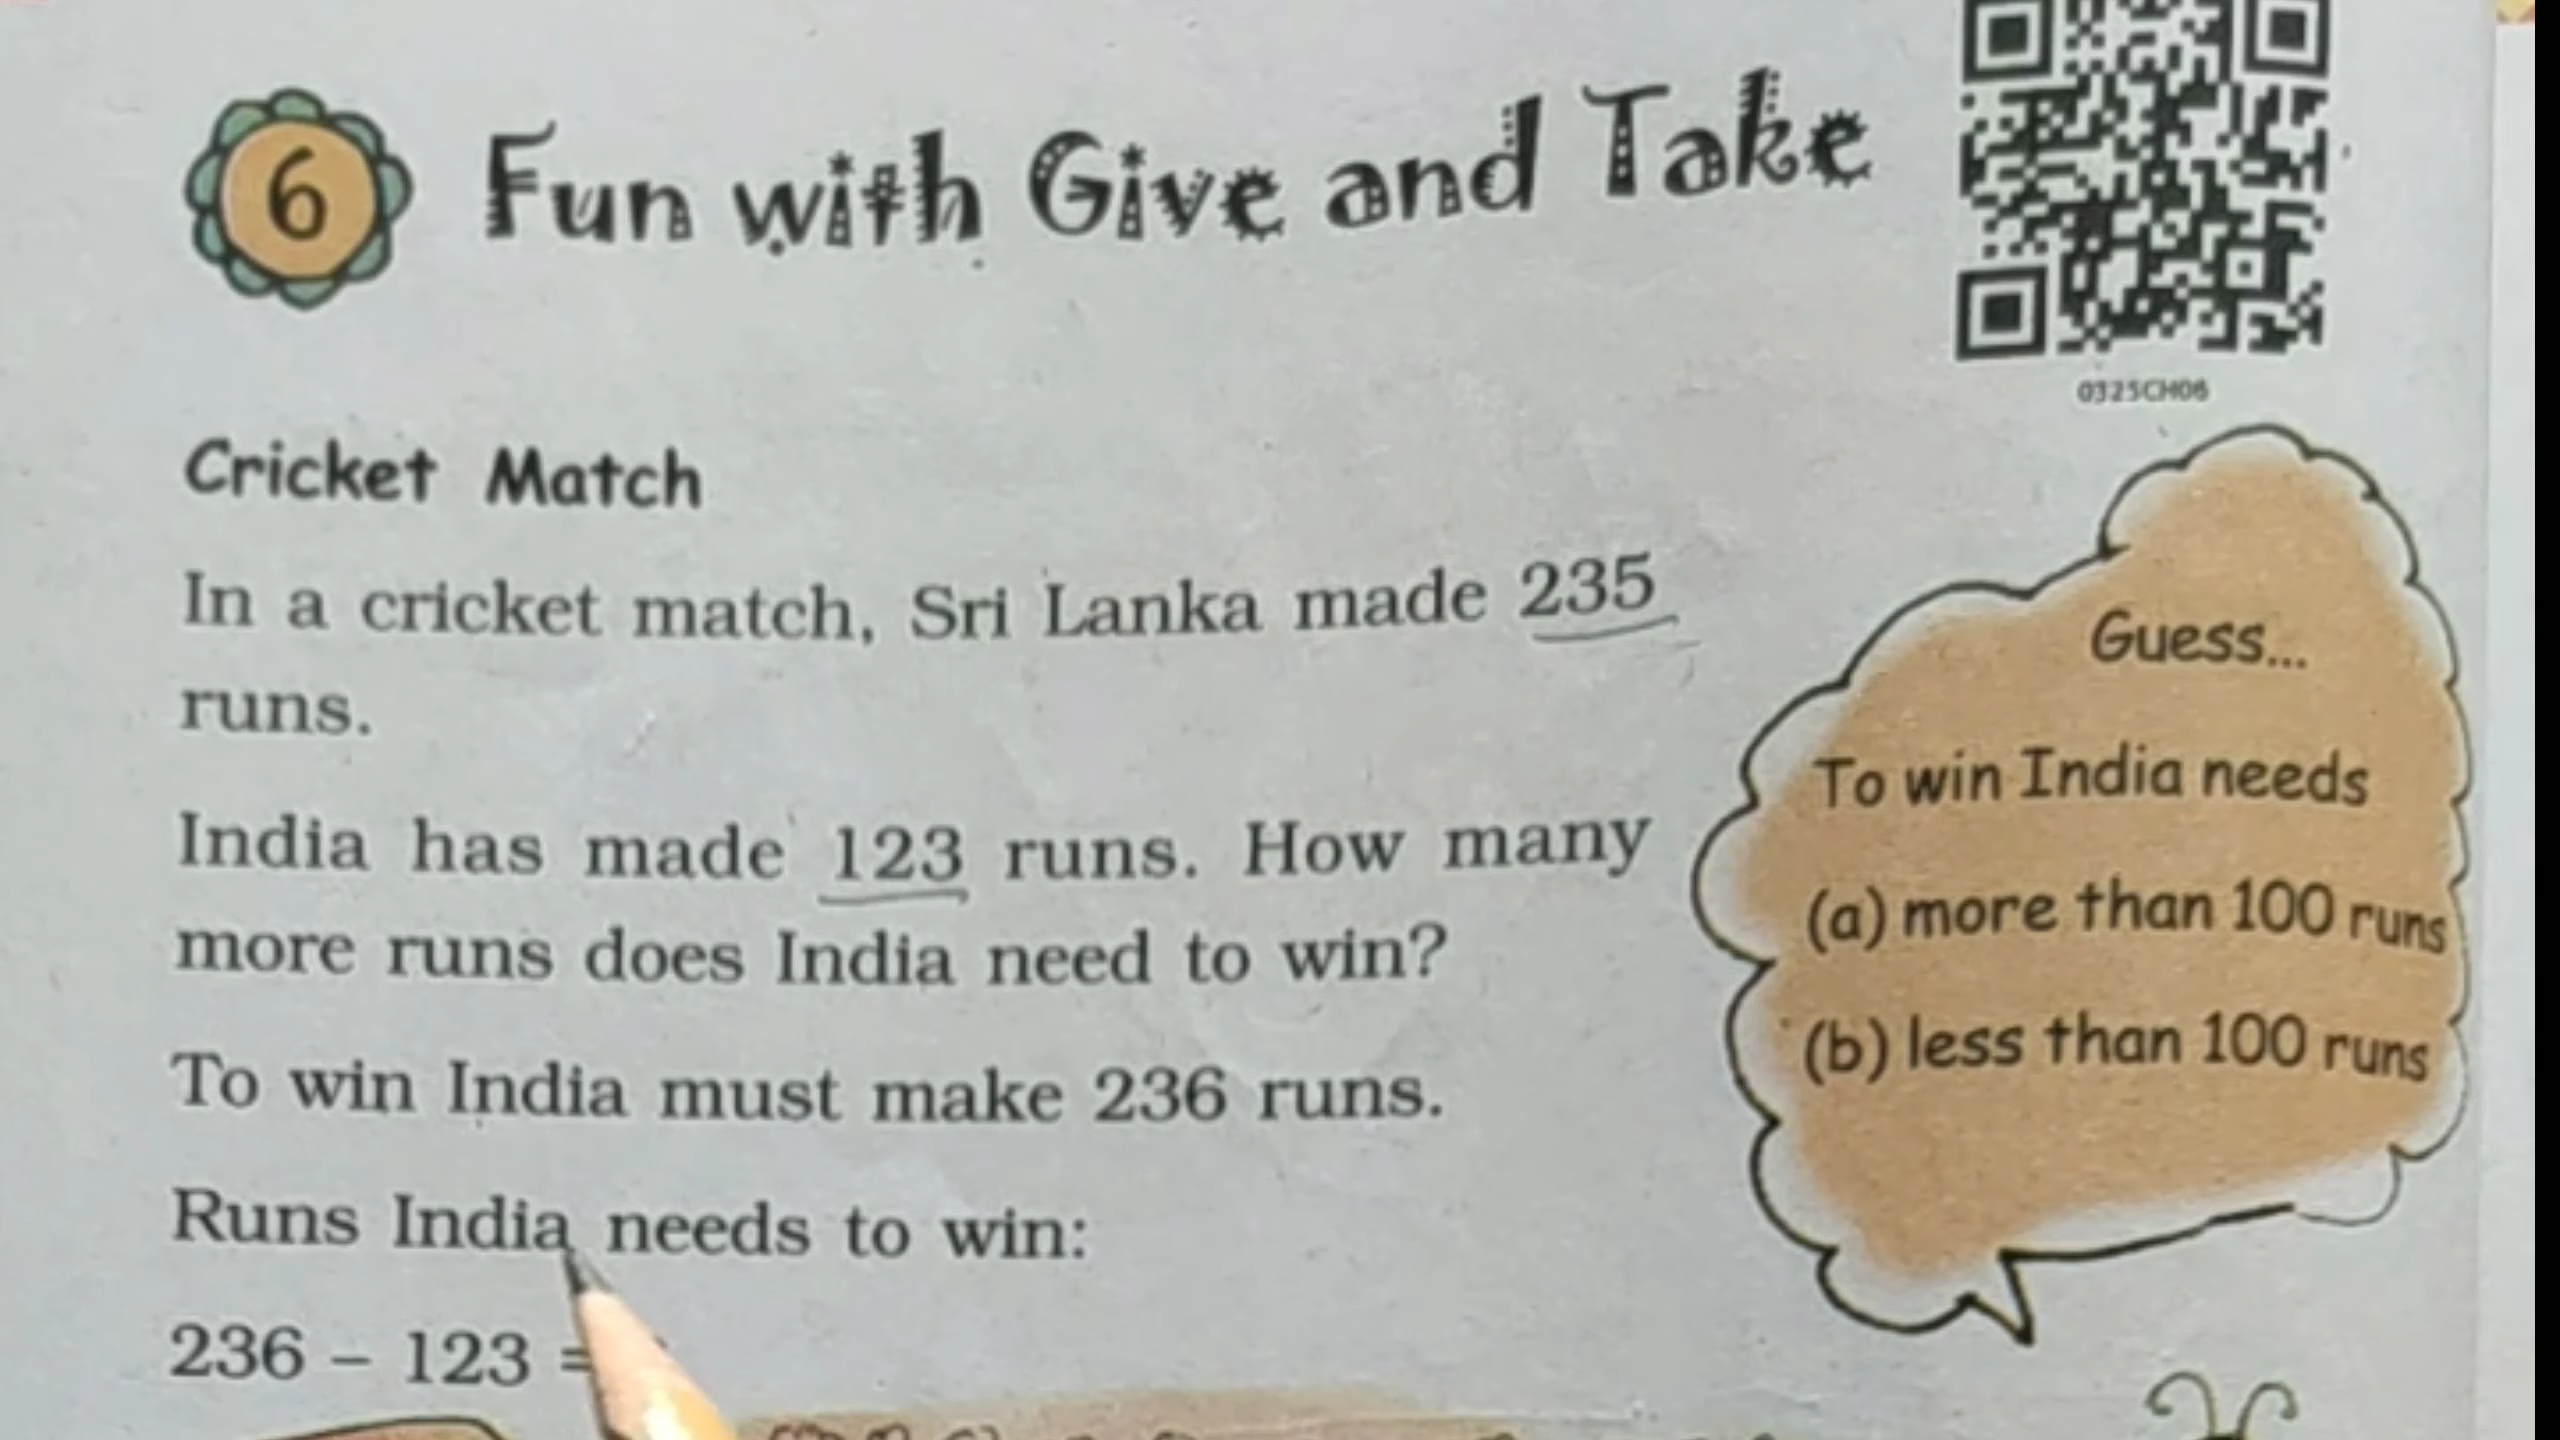 6 Fun with Give and Take
0325CH06
Cricket Match
In a cricket match, Sri Lanka made 235
runs.
India has made 123 runs. How many
more runs does India need to win?
To win India must make 236 runs.
Runs India needs to win:
236 – 123 =
Guess...
To win India needs
(a) more than 100 runs
(b) less than 100 runs